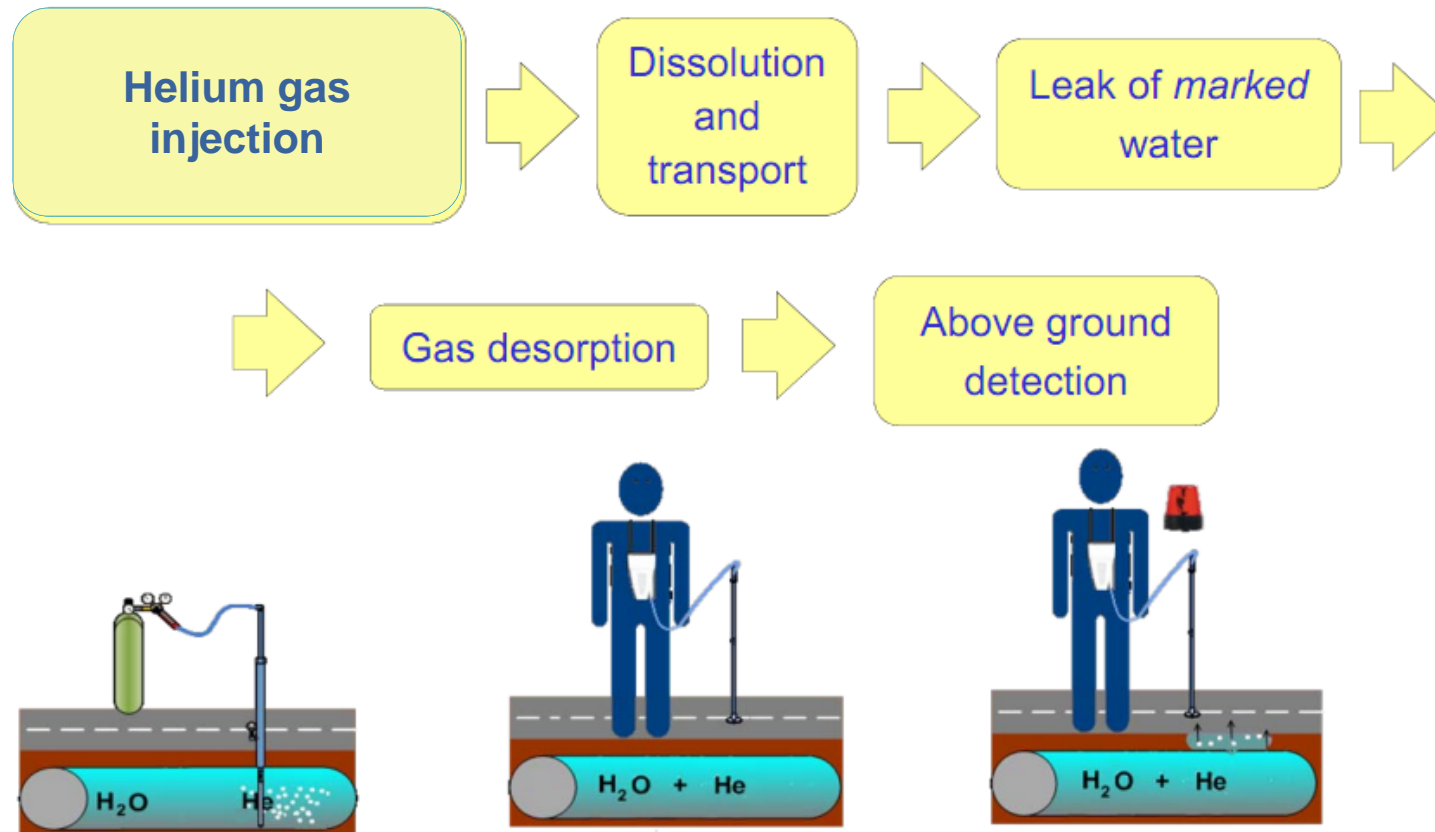 Helium gas
injection
Dissolution
and
transport
Leak of marked
water
Gas desorption
Above ground
detection
H₂O He
H₂O + He
H₂O + He